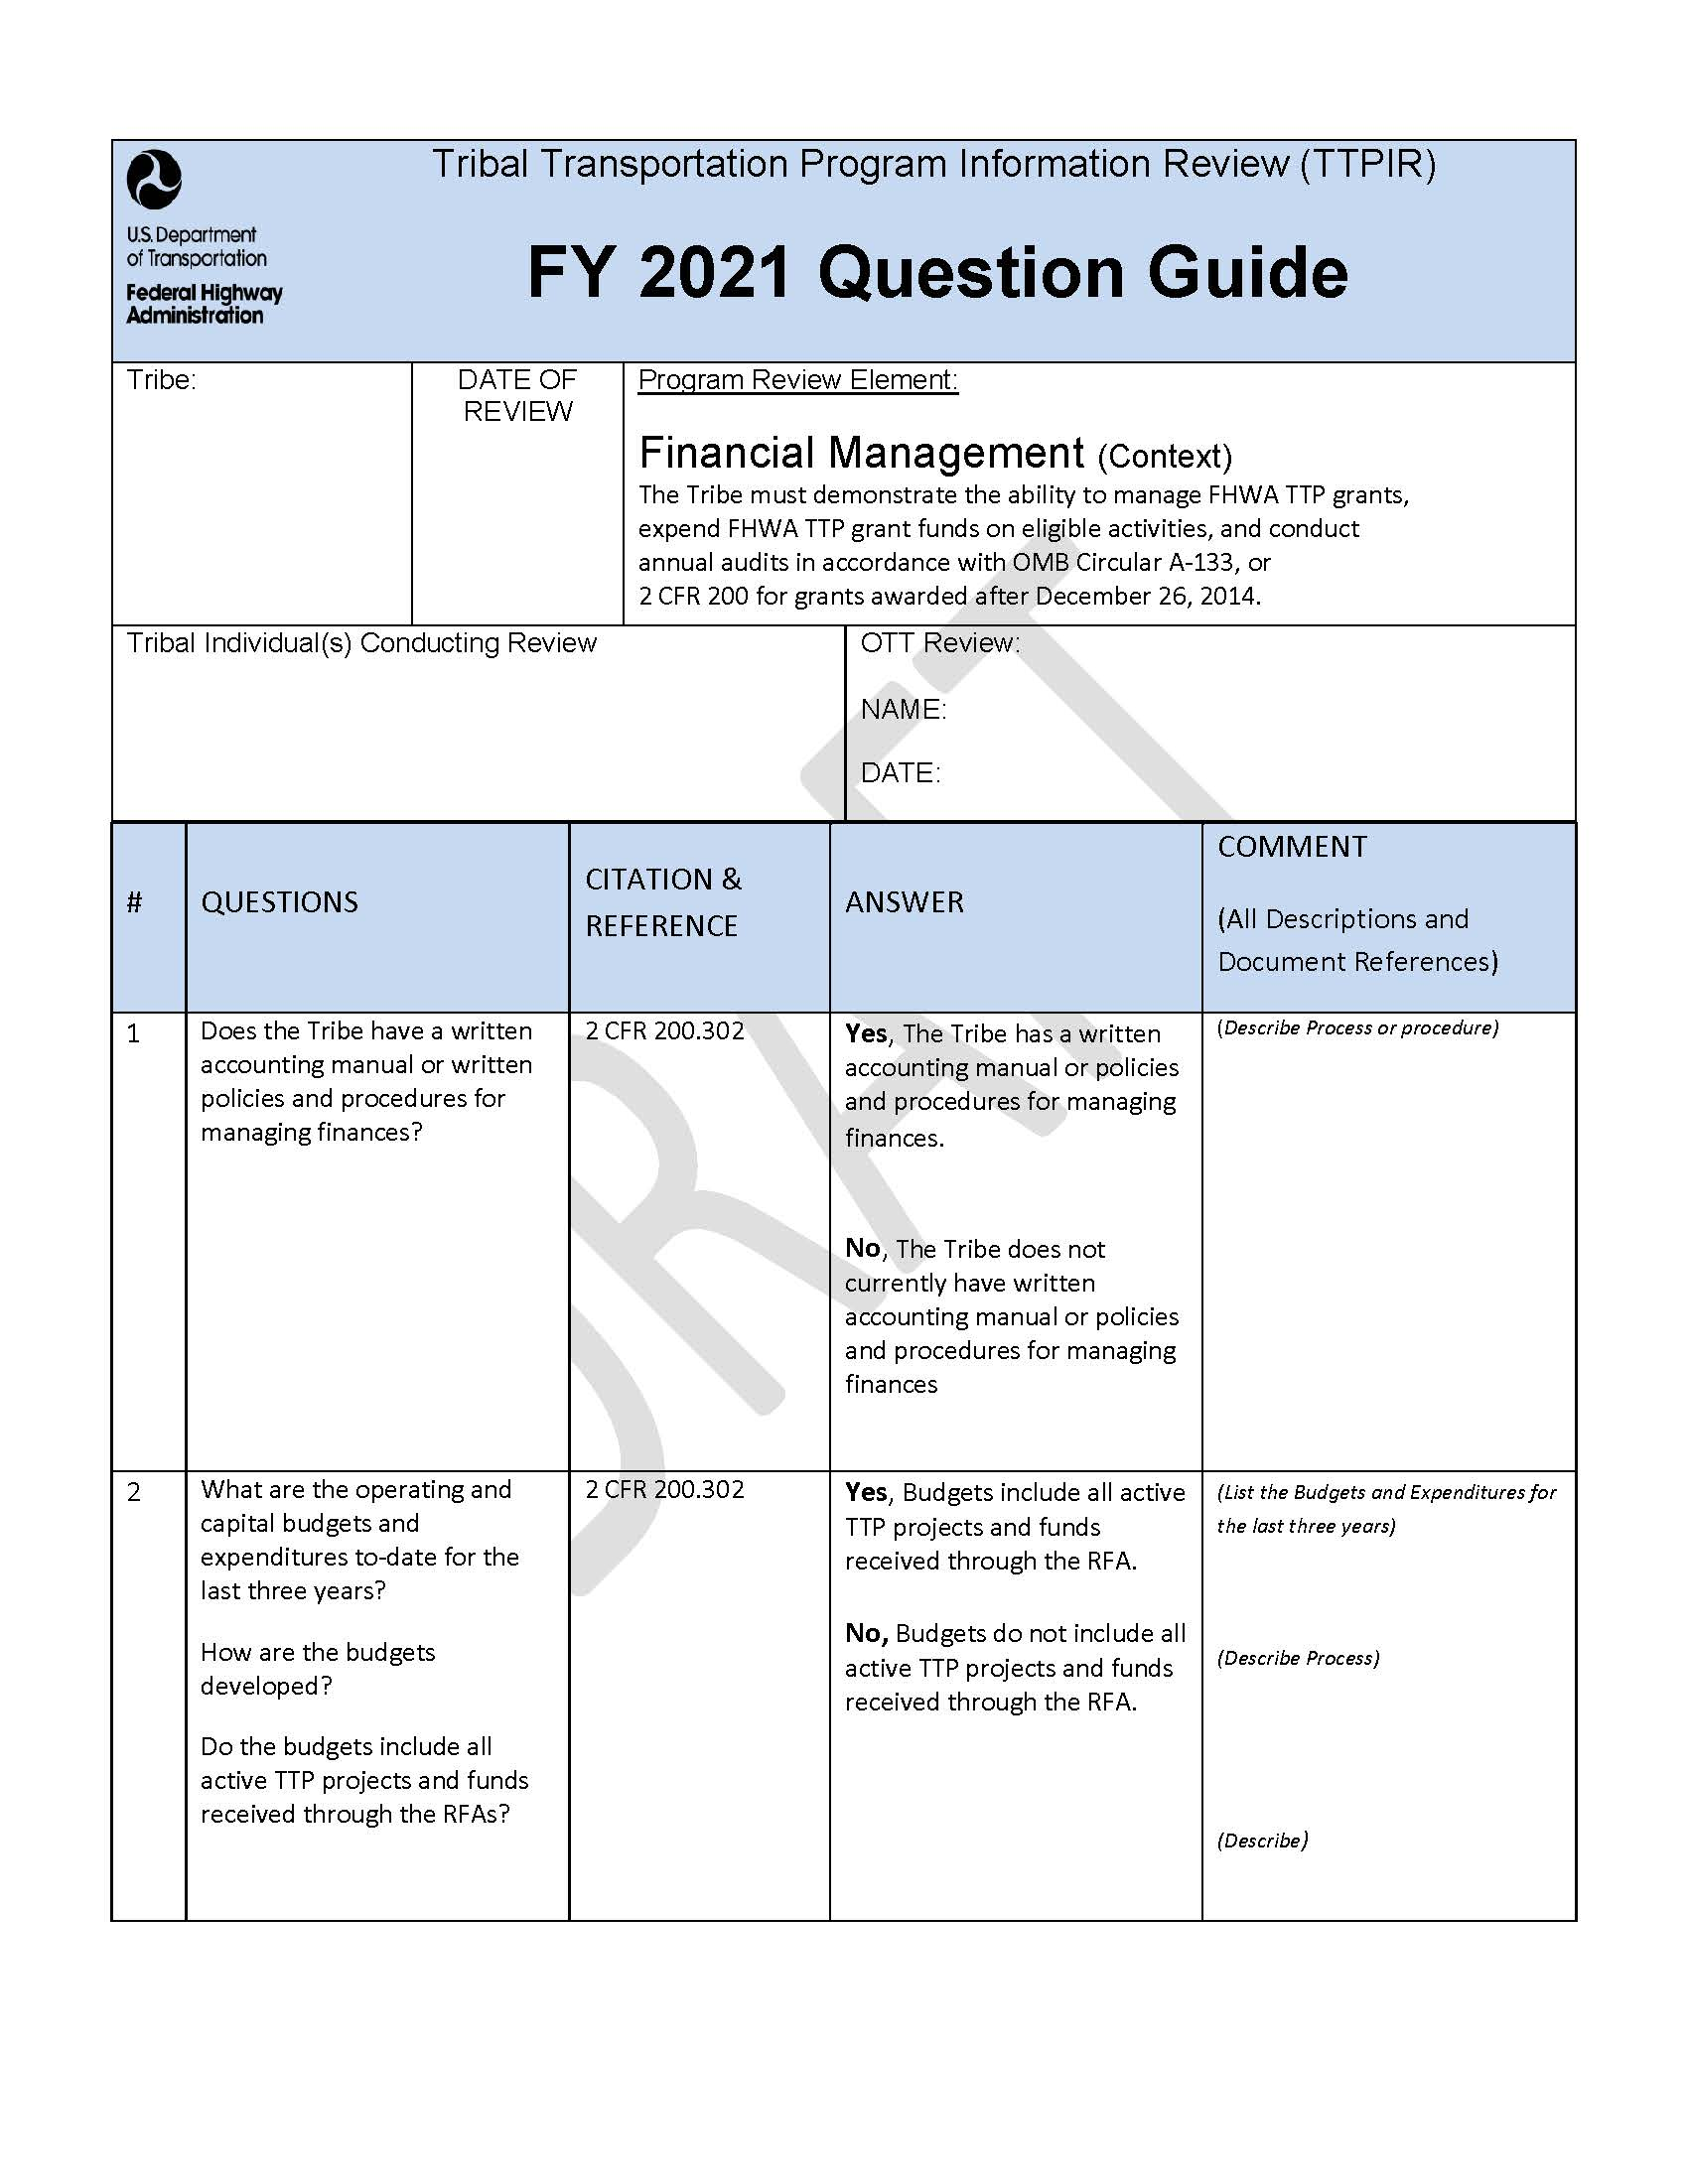 Tribal Transportation Program Information Review (TTPIR)
FY 2021 Question Guide
U.S. Department
of Transportation
Federal Highway
Administration
Tribe:
DATE OF
REVIEW
Program Review Element:
Financial Management (Context)
The Tribe must demonstrate the ability to manage FHWA TTP grants,
expend FHWA TTP grant funds on eligible activities, and conduct
annual audits in accordance with OMB Circular A-133, or
2 CFR 200 for grants awarded after December 26, 2014.
Tribal Individual(s) Conducting Review
OTT Review:
NAME:
DATE:
#
QUESTIONS
CITATION &
REFERENCE
ANSWER
COMMENT
(All Descriptions and
Document References)
1
Does the Tribe have a written
accounting manual or written
policies and procedures for
managing finances?
2 CFR 200.302
Yes, The Tribe has a written
accounting manual or policies
and procedures for managing
finances.
No, The Tribe does not
currently have written
accounting manual or policies
and procedures for managing
finances
(Describe Process or procedure)
2
What are the operating and
capital budgets and
expenditures to-date for the
last three years?
How are the budgets
developed?
Do the budgets include all
active TTP projects and funds
received through the RFAs?
2 CFR 200.302
Yes, Budgets include all active
TTP projects and funds
received through the RFA.
No, Budgets do not include all
active TTP projects and funds
received through the RFA.
(List the Budgets and Expenditures for
the last three years)
(Describe Process)
(Describe)
DRAFT